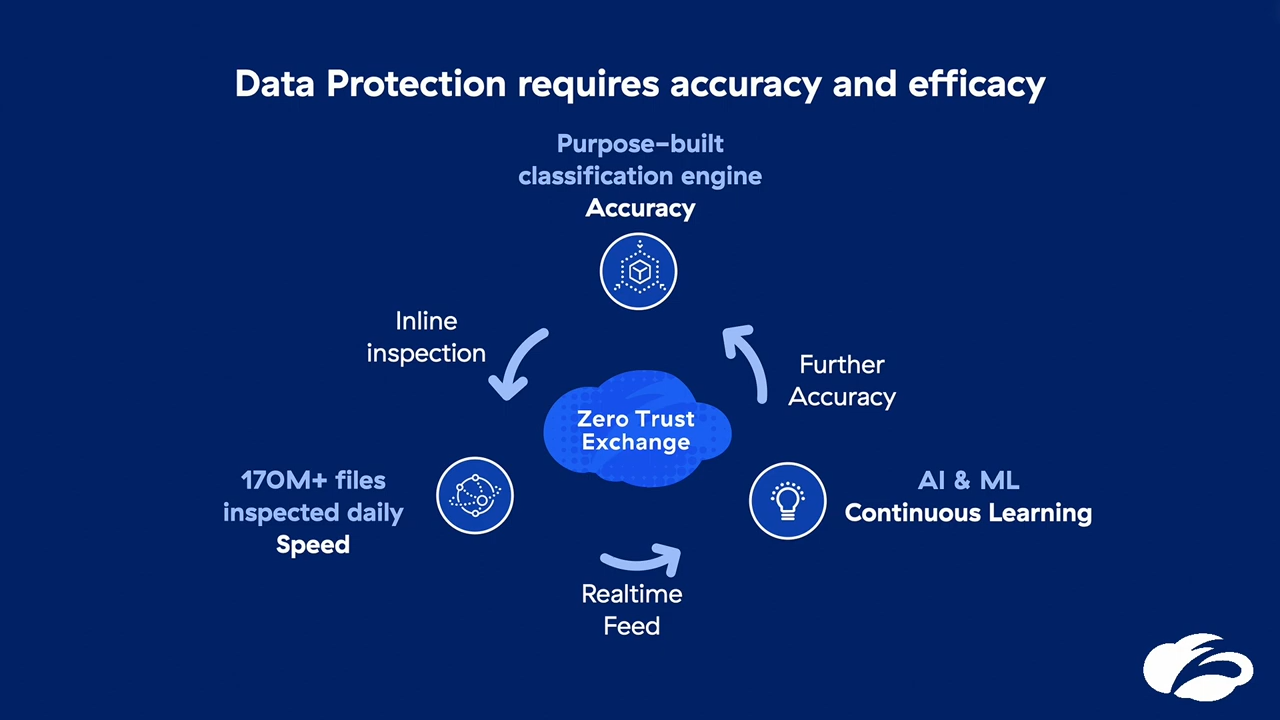 Data Protection requires accuracy and efficacy
Purpose-built
classification engine
Accuracy
Inline
inspection
Further
Accuracy
Zero Trust
Exchange
170M+ files
inspected daily
Speed
AI & ML
Continuous Learning
Realtime
Feed